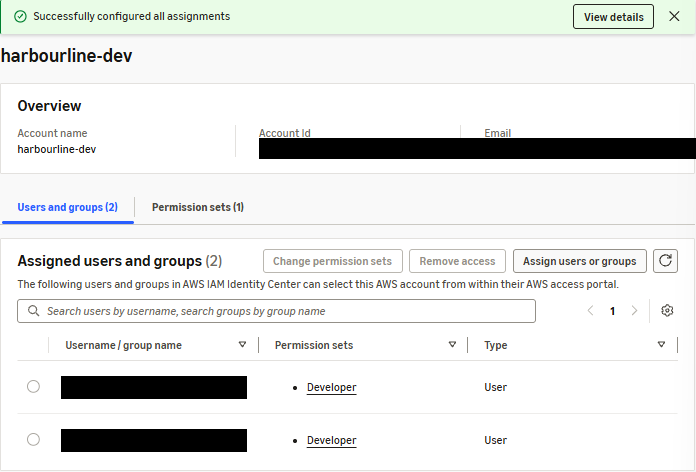 Successfully configured all assignments
View details
harbourline-dev
Overview
Account name
harbourline-dev
Account Id
Email
Users and groups (2)
Permission sets (1)
Assigned users and groups (2)
Change permission sets
Remove access
Assign users or groups
The following users and groups in AWS IAM Identity Center can select this AWS account from within their AWS access portal.
Search users by username, search groups by group name
1
Username / group name
Permission sets
Type
Developer
User
Developer
User